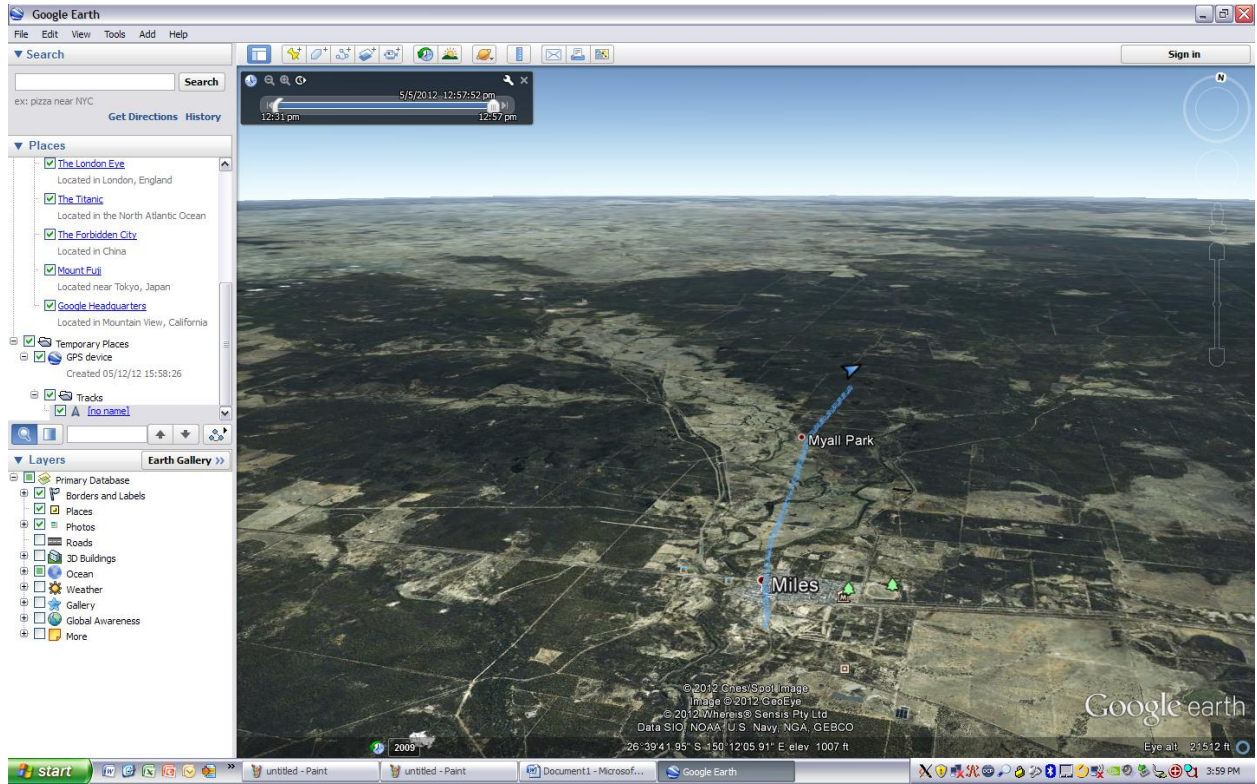 Google Earth
File Edit View Tools Add Help
Search
Search
ex: pizza near NYC
Get Directions History
Places
The London Eye
Located in London, England
The Titanic
Located in the North Atlantic Ocean
The Forbidden City
Located in China
Mount Fuji
Located near Tokyo, Japan
Google Headquarters
Located in Mountain View, California
Temporary Places
GPS device
Created 05/12/12 15:58:26
Tracks
[no name]
Layers
Earth Gallery >>
Primary Database
Borders and Labels
Places
Photos
Roads
3D Buildings
Ocean
Weather
Gallery
Global Awareness
More
Sign in
5/5/2012 12:57:52 pm
12:31 pm 12:57 pm
N
Myall Park
Miles
© 2012 Cnes/Spot Image
Image © 2012 GeoEye
© 2012 Whereis® Sensis Pty Ltd
Data SIO, NOAA, U.S. Navy, NGA, GEBCO
Google earth
2009
26°39'41.95" S 150°12'05.91" E elev 1007 ft
Eye alt 21512 ft
start
untitled - Paint
untitled - Paint
Document1 - Microsof...
Google Earth
3:59 PM